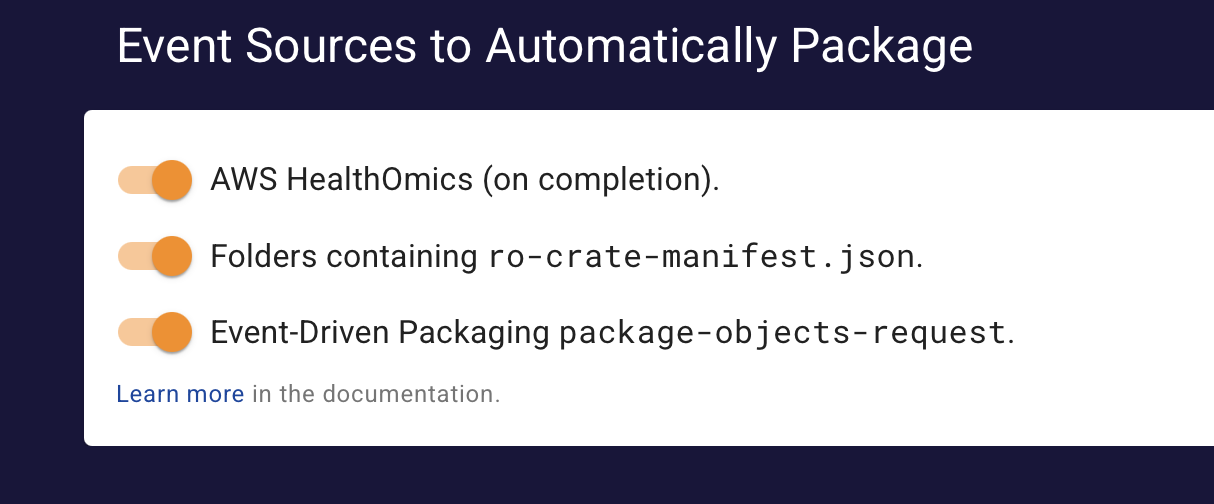 Event Sources to Automatically Package
AWS HealthOmics (on completion).
Folders containing ro-crate-manifest.json.
Event-Driven Packaging package-objects-request.
Learn more in the documentation.